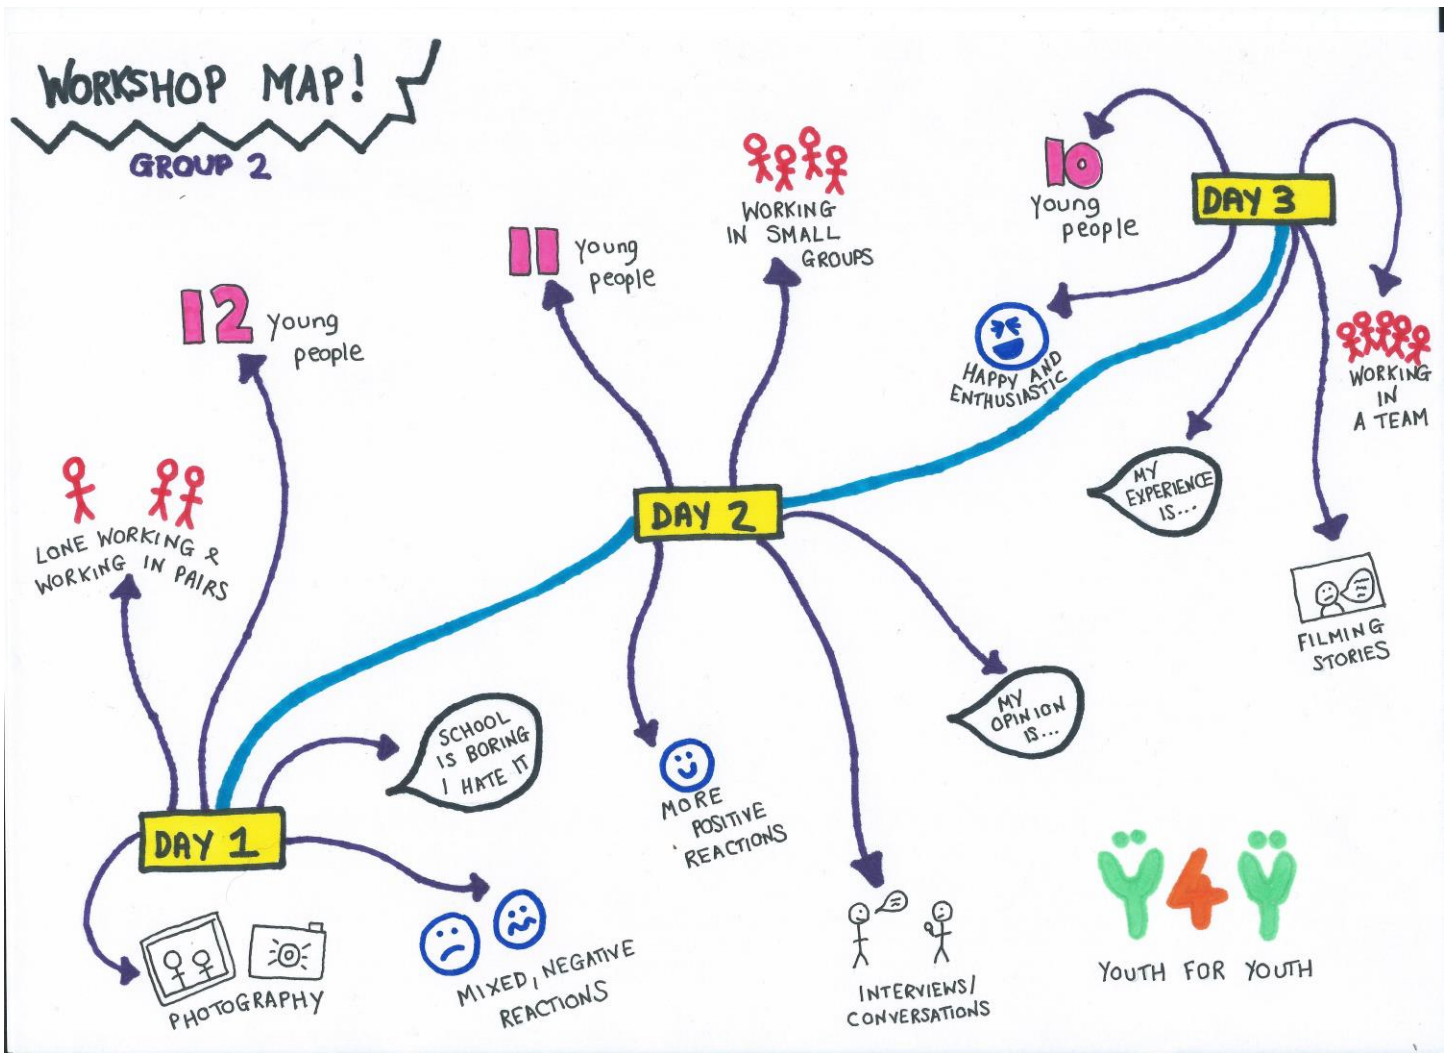 WORKSHOP MAP!
GROUP 2
12 Young
people
LONE WORKING &
WORKING IN PAIRS
DAY 1
SCHOOL
IS BORING
I HATE IT
PHOTOGRAPHY
MIXED, NEGATIVE
REACTIONS
11 Young
people
WORKING
IN SMALL
GROUPS
DAY 2
MORE
POSITIVE
REACTIONS
INTERVIEWS/
CONVERSATIONS
MY
OPINION
IS...
10
Young
people
DAY 3
HAPPY AND
ENTHUSIASTIC
WORKING
IN
A TEAM
MY
EXPERIENCE
IS...
FILMING
STORIES
Ÿ4Ÿ
YOUTH FOR YOUTH